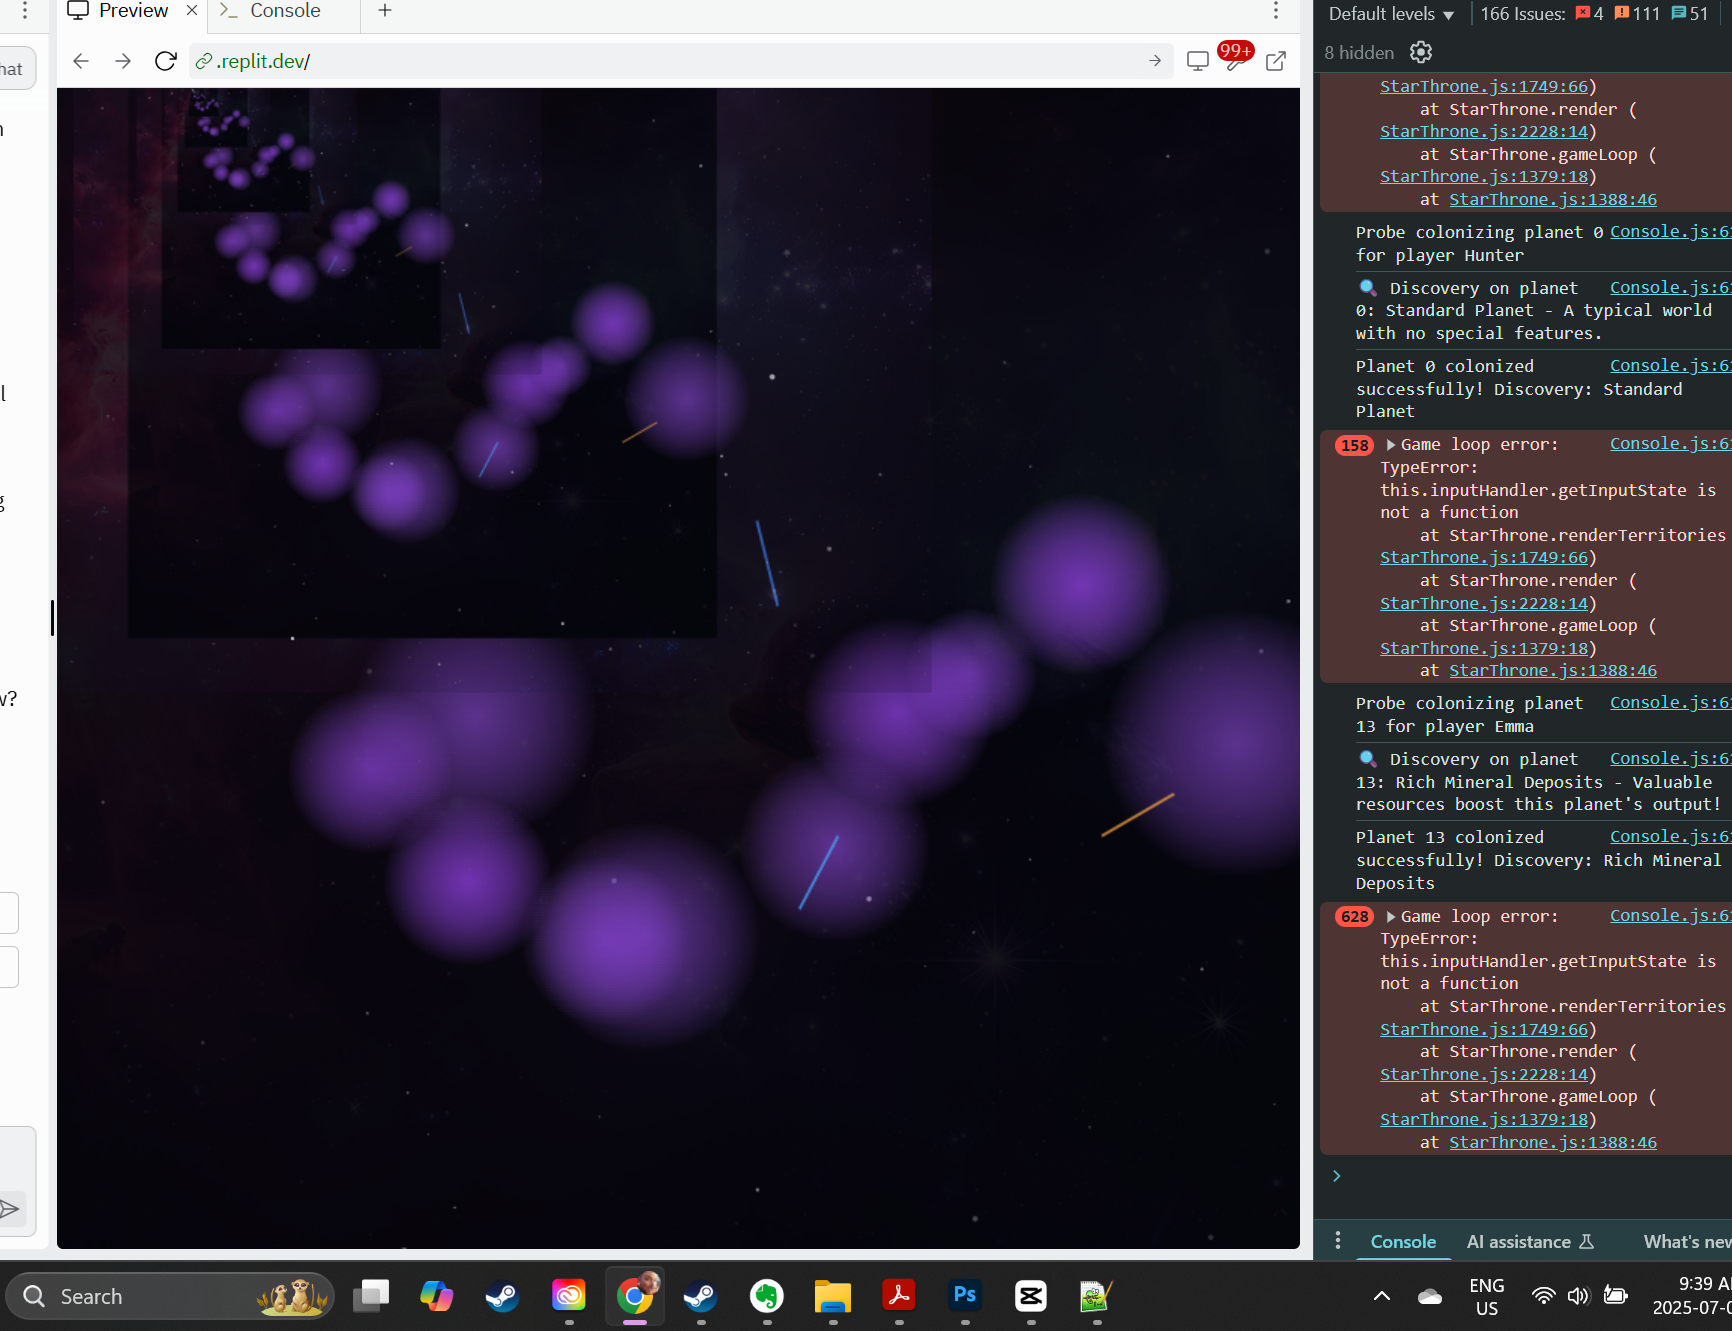 Preview
Console
.replit.dev/
99+
hat
Default levels
166 Issues: 4 111 51
8 hidden
StarThrone.js:1749:66)
at StarThrone.render (
StarThrone.js:2228:14)
at StarThrone.gameLoop (
StarThrone.js:1379:18)
at StarThrone.js:1388:46
Probe colonizing planet 0 Console.js:6
for player Hunter
🔍 Discovery on planet Console.js:6
0: Standard Planet - A typical world
with no special features.
Planet 0 colonized Console.js:6
successfully! Discovery: Standard
Planet
158 Game loop error: Console.js:6
TypeError:
this.inputHandler.getInputState is
not a function
at StarThrone.renderTerritories
StarThrone.js:1749:66)
at StarThrone.render (
StarThrone.js:2228:14)
at StarThrone.gameLoop (
StarThrone.js:1379:18)
at StarThrone.js:1388:46
Probe colonizing planet Console.js:6
13 for player Emma
🔍 Discovery on planet Console.js:6
13: Rich Mineral Deposits - Valuable
resources boost this planet's output!
Planet 13 colonized Console.js:6
successfully! Discovery: Rich Mineral
Deposits
628 Game loop error: Console.js:6
TypeError:
this.inputHandler.getInputState is
not a function
at StarThrone.renderTerritories
StarThrone.js:1749:66)
at StarThrone.render (
StarThrone.js:2228:14)
at StarThrone.gameLoop (
StarThrone.js:1379:18)
at StarThrone.js:1388:46
Console
AI assistance
What's new
w?
Search
Ps
ENG
US
9:39 A
2025-07-0